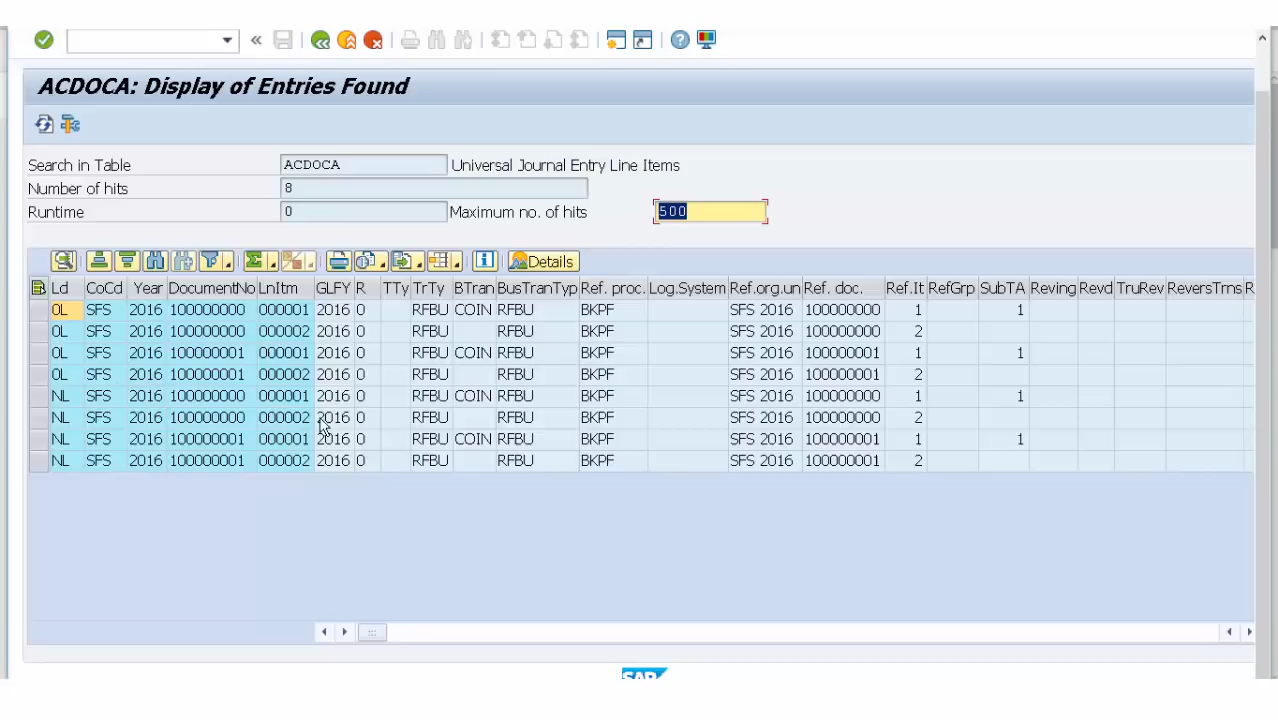 ACDOCA: Display of Entries Found
Search in Table ACDOCA Universal Journal Entry Line Items
Number of hits 8
Runtime 0 Maximum no. of hits 500
Details
Ld CoCd Year DocumentNo LnItm GLFY R TTy TrTy BTran BusTranTyp Ref. proc. Log.System Ref.org.un Ref. doc. Ref.It RefGrp SubTA Reving Revd TruRev ReversTrns R
0L SFS 2016 100000000 000001 2016 0 RFBU COIN RFBU BKPF SFS 2016 100000000 1 1
0L SFS 2016 100000000 000002 2016 0 RFBU RFBU BKPF SFS 2016 100000000 2
0L SFS 2016 100000001 000001 2016 0 RFBU COIN RFBU BKPF SFS 2016 100000001 1 1
0L SFS 2016 100000001 000002 2016 0 RFBU RFBU BKPF SFS 2016 100000001 2
NL SFS 2016 100000000 000001 2016 0 RFBU COIN RFBU BKPF SFS 2016 100000000 1 1
NL SFS 2016 100000000 000002 2016 0 RFBU RFBU BKPF SFS 2016 100000000 2
NL SFS 2016 100000001 000001 2016 0 RFBU COIN RFBU BKPF SFS 2016 100000001 1 1
NL SFS 2016 100000001 000002 2016 0 RFBU RFBU BKPF SFS 2016 100000001 2
SAP